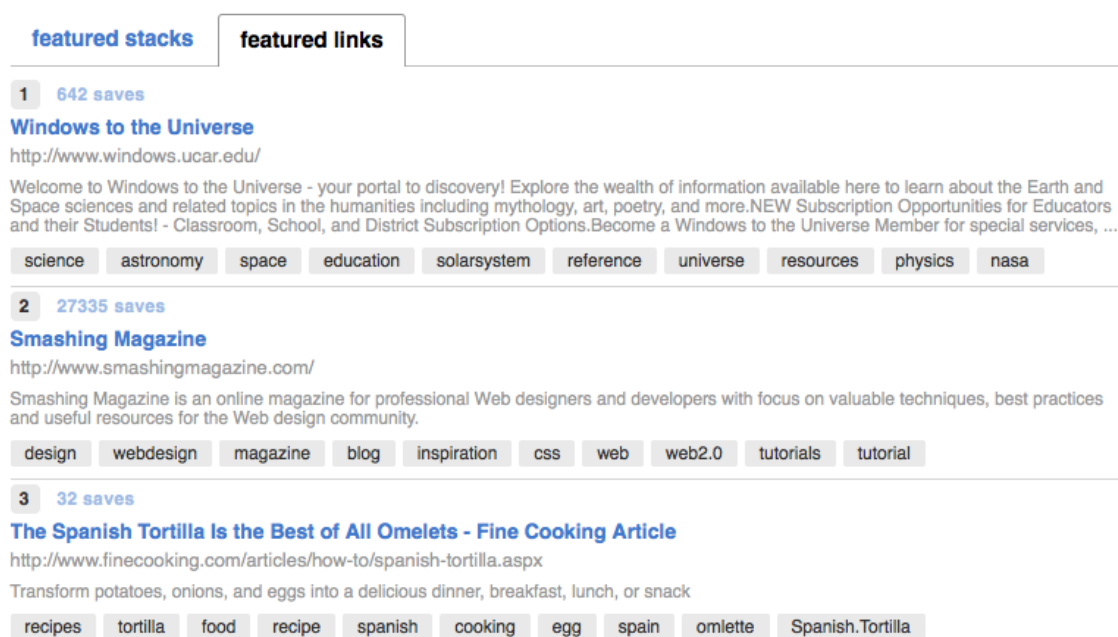 featured stacks featured links
1 642 saves
Windows to the Universe
http://www.windows.ucar.edu/
Welcome to Windows to the Universe - your portal to discovery! Explore the wealth of information available here to learn about the Earth and
Space sciences and related topics in the humanities including mythology, art, poetry, and more.NEW Subscription Opportunities for Educators
and their Students! - Classroom, School, and District Subscription Options.Become a Windows to the Universe Member for special services, ...
science astronomy space education solarsystem reference universe resources physics nasa
2 27335 saves
Smashing Magazine
http://www.smashingmagazine.com/
Smashing Magazine is an online magazine for professional Web designers and developers with focus on valuable techniques, best practices
and useful resources for the Web design community.
design webdesign magazine blog inspiration css web web2.0 tutorials tutorial
3 32 saves
The Spanish Tortilla Is the Best of All Omelets - Fine Cooking Article
http://www.finecooking.com/articles/how-to/spanish-tortilla.aspx
Transform potatoes, onions, and eggs into a delicious dinner, breakfast, lunch, or snack
recipes tortilla food recipe spanish cooking egg spain omlette Spanish.Tortilla